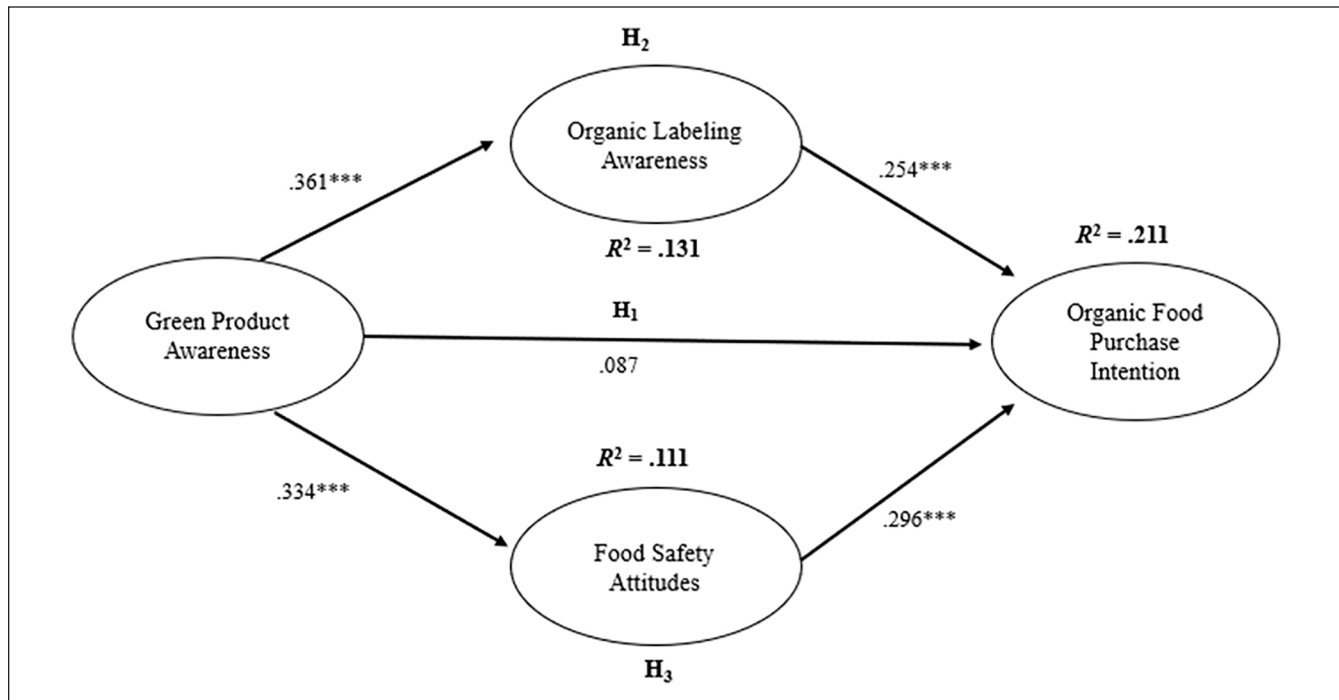 H₂
Organic Labeling
Awareness
.361***
.254***
R² = .131
R² = .211
Green Product
Awareness
H₁
.087
Organic Food
Purchase
Intention
R² = .111
.334***
.296***
Food Safety
Attitudes
H₃